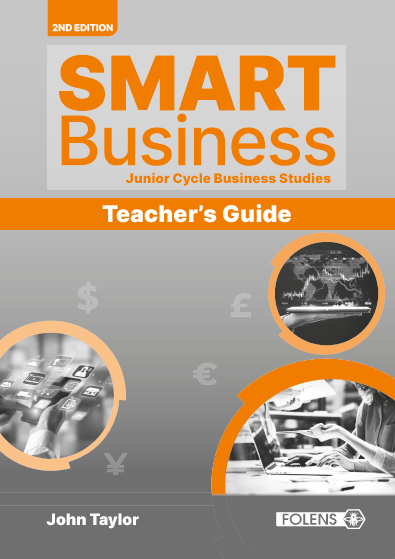 2ND EDITION
SMART
Business
Junior Cycle Business Studies
Teacher's Guide
$
£
€
¥
John Taylor
FOLENS